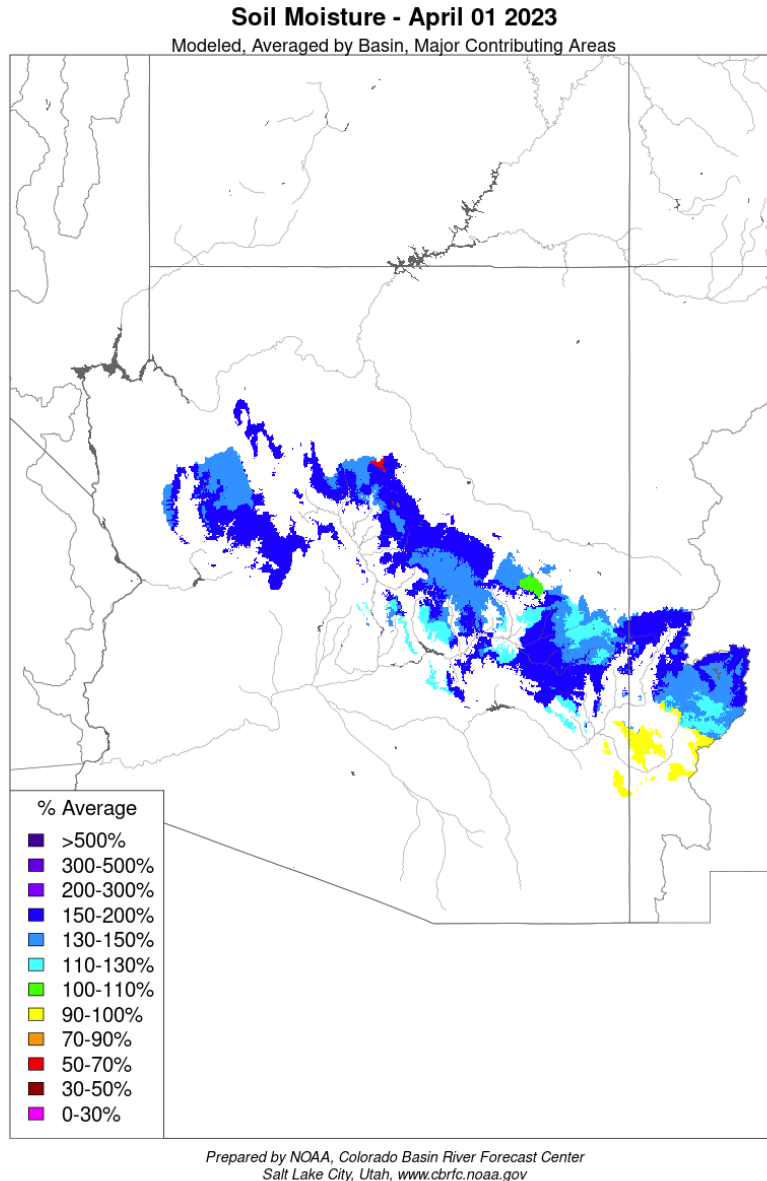 Soil Moisture - April 01 2023
Modeled, Averaged by Basin, Major Contributing Areas
% Average
>500%
300-500%
200-300%
150-200%
130-150%
110-130%
100-110%
90-100%
70-90%
50-70%
30-50%
0-30%
Prepared by NOAA, Colorado Basin River Forecast Center
Salt Lake City, Utah, www.cbrfc.noaa.gov